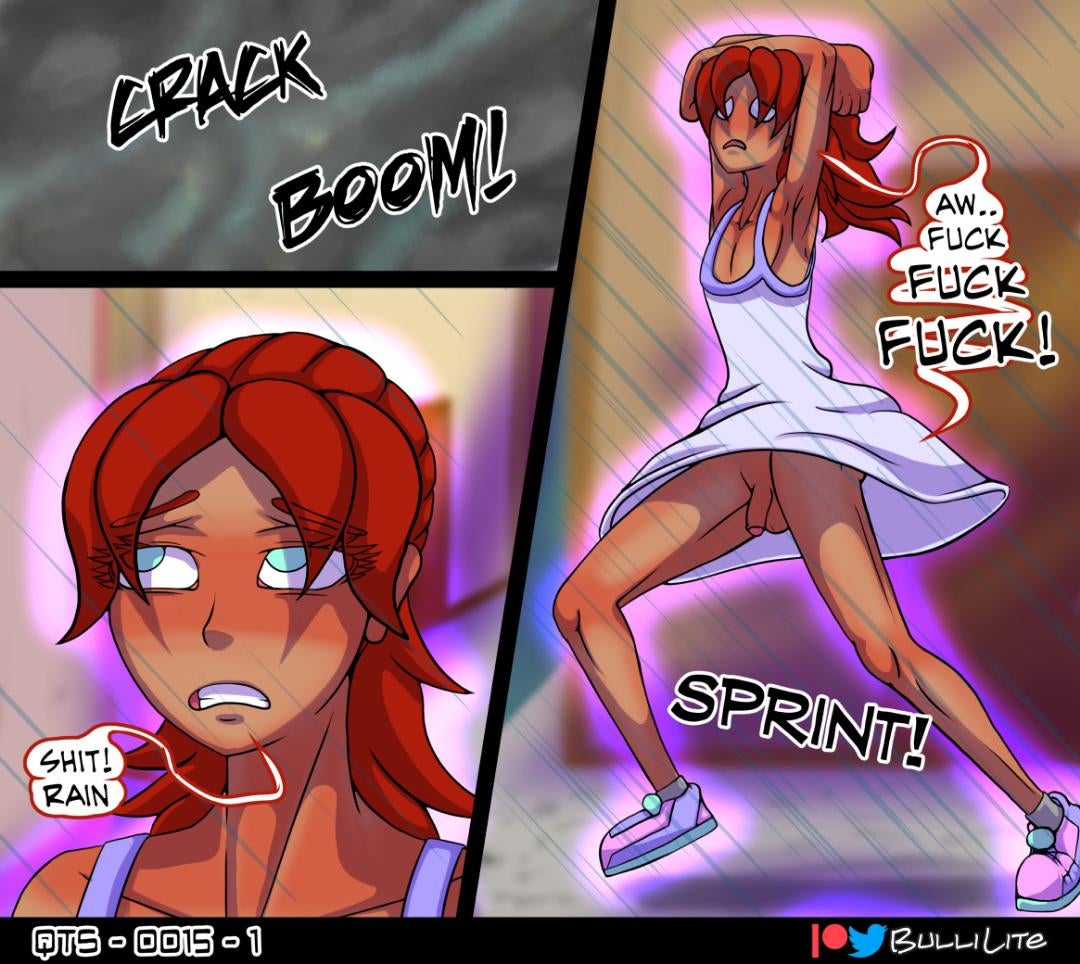 CRACK
BOOM!
SHIT!
RAIN
AW..
FUCK
FUCK
FUCK!
SPRINT!
QTS - 0015 - 1
BULLILITE